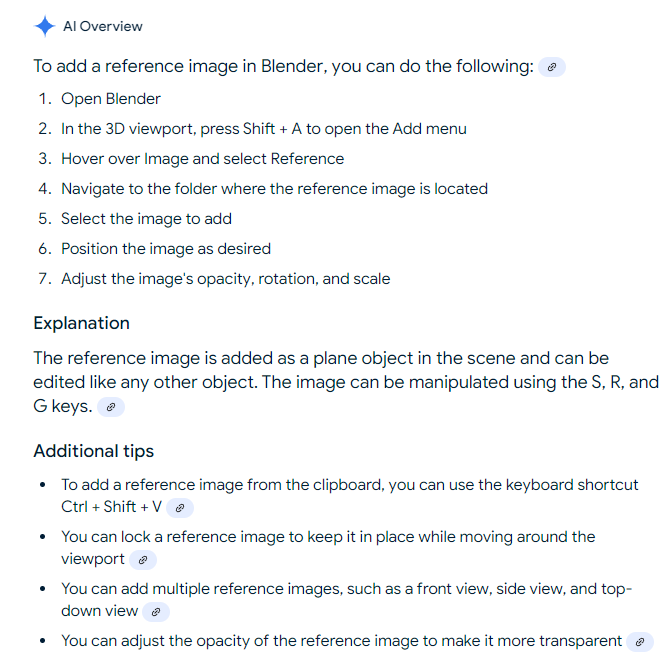 AI Overview
To add a reference image in Blender, you can do the following:
1. Open Blender
2. In the 3D viewport, press Shift + A to open the Add menu
3. Hover over Image and select Reference
4. Navigate to the folder where the reference image is located
5. Select the image to add
6. Position the image as desired
7. Adjust the image's opacity, rotation, and scale
Explanation
The reference image is added as a plane object in the scene and can be
edited like any other object. The image can be manipulated using the S, R, and
G keys.
Additional tips
• To add a reference image from the clipboard, you can use the keyboard shortcut
Ctrl + Shift + V
• You can lock a reference image to keep it in place while moving around the
viewport
• You can add multiple reference images, such as a front view, side view, and top-
down view
• You can adjust the opacity of the reference image to make it more transparent